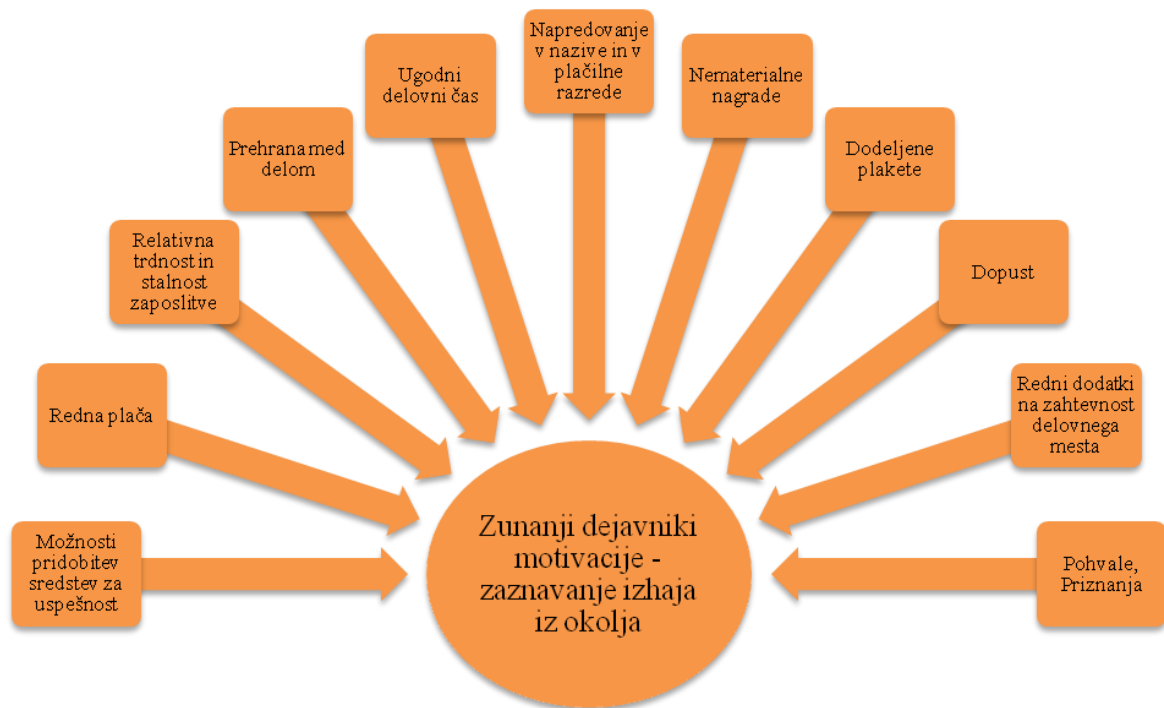 Napredovanje
v nazive in v
plačilne
razrede
Ugodni
delovni čas
Nematerialne
nagrade
Prehrana med
delom
Dodeljene
plakete
Relativna
trdnost in
stalnost
zaposlitve
Dopust
Redna plača
Redni dodatki
na zahtevnost
delovnega
mesta
Možnosti
pridobitev
sredstev za
uspešnost
Zunanji dejavniki
motivacije -
zaznavanje izhaja
iz okolja
Pohvale,
Priznanja